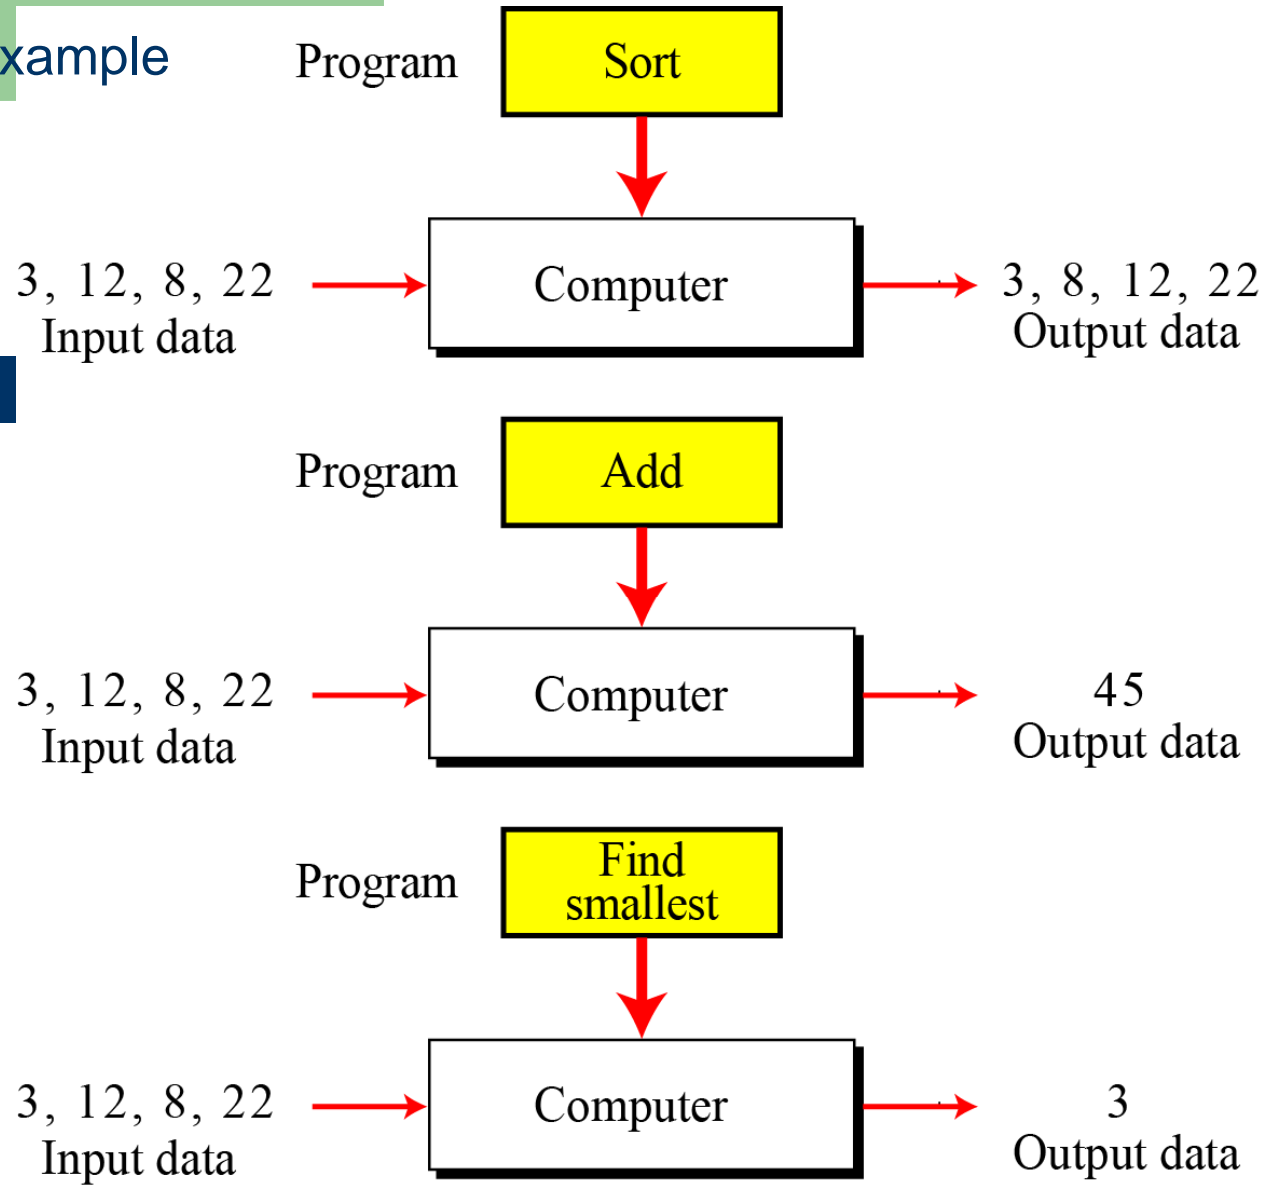 xample
Program
Sort
3, 12, 8, 22
Input data
Computer
3, 8, 12, 22
Output data
Program
Add
3, 12, 8, 22
Input data
Computer
45
Output data
Program
Find
smallest
3, 12, 8, 22
Input data
Computer
3
Output data